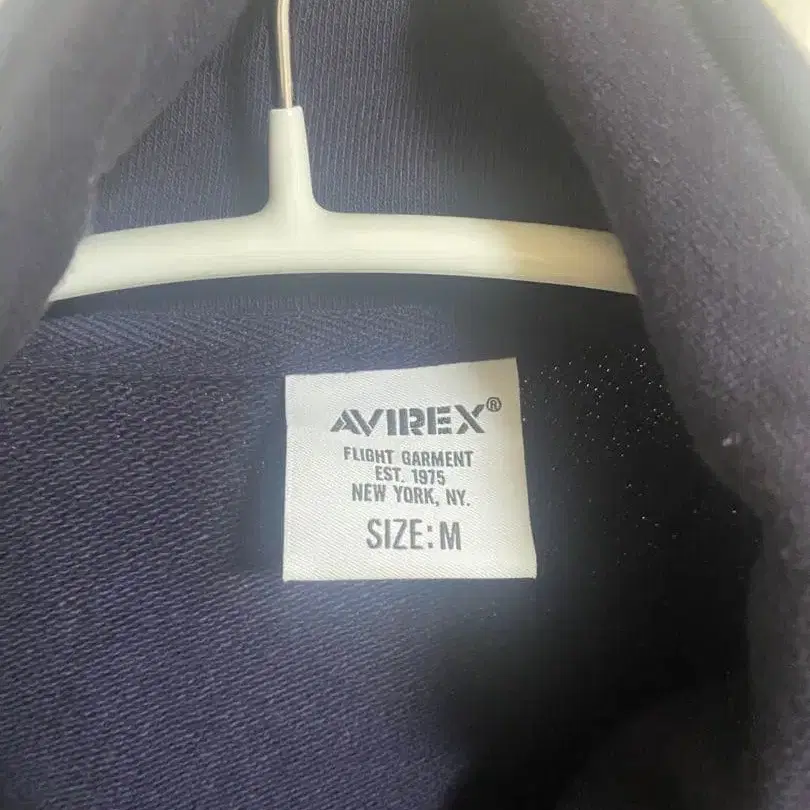 AVIREX®
FLIGHT GARMENT
EST. 1975
NEW YORK, NY.
SIZE: M